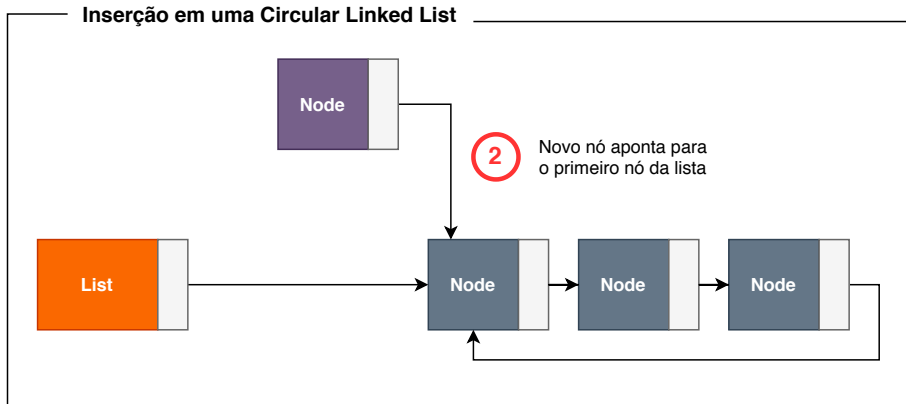 Inserção em uma Circular Linked List
Node
2
Novo nó aponta para
o primeiro nó da lista
List
Node
Node
Node